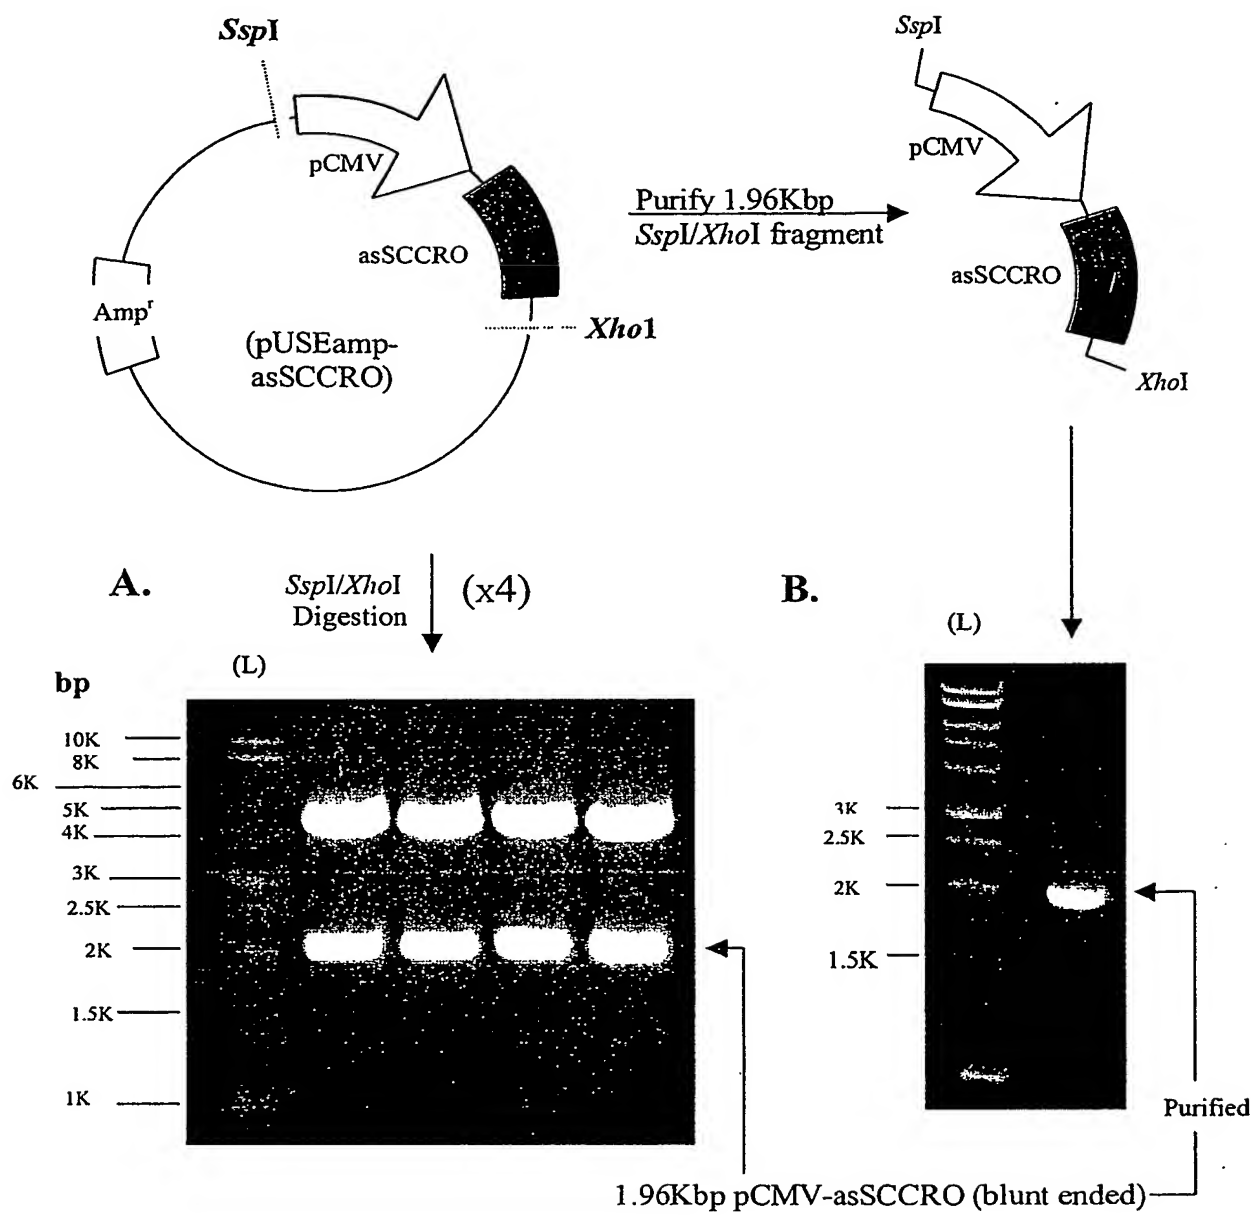 SspI
SspI
pCMV
pCMV
Purify 1.96Kbp
SspI/XhoI fragment
asSCCRO
asSCCRO
Amp^r
(pUSEamp-
asSCCRO)
Xho1
XhoI
A.
SspI/XhoI
Digestion
(x4)
B.
(L)
(L)
bp
10K
8K
6K
5K
4K
3K
2.5K
2K
1.5K
1K
3K
2.5K
2K
1.5K
Purified
1.96Kbp pCMV-asSCCRO (blunt ended)